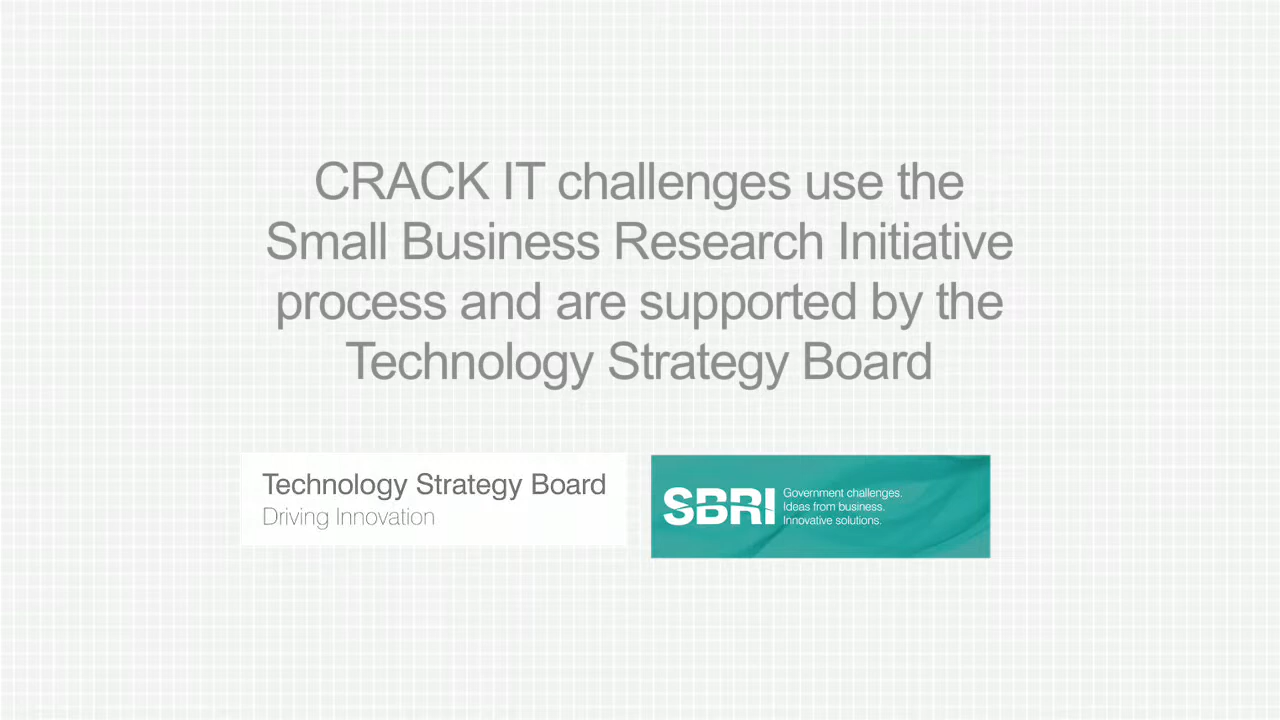 CRACK IT challenges use the
Small Business Research Initiative
process and are supported by the
Technology Strategy Board
Technology Strategy Board
Driving Innovation
SBRI
Government challenges.
Ideas from business.
Innovative solutions.